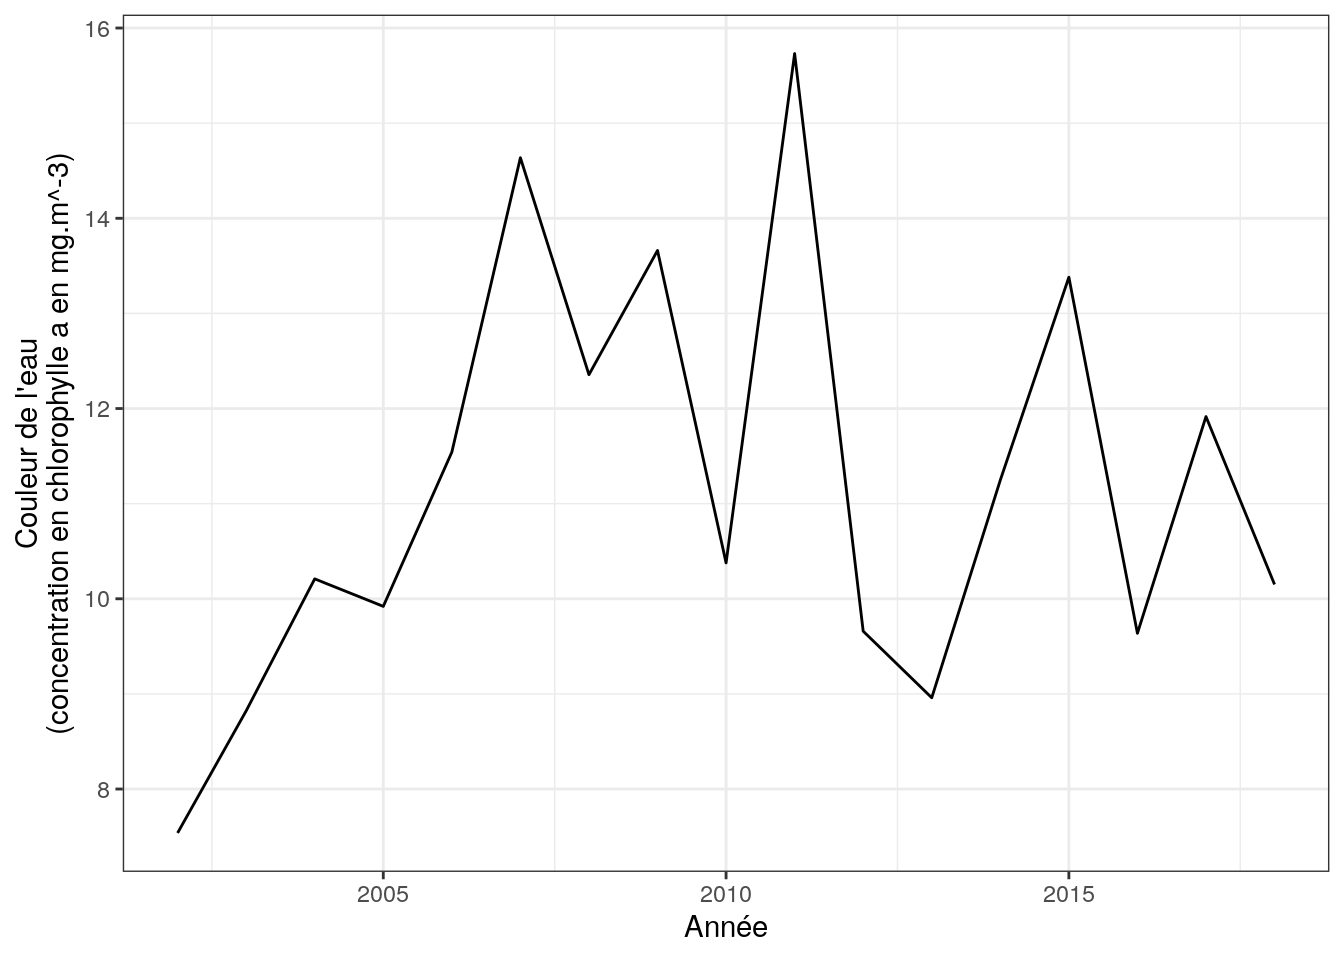 Couleur de l'eau
(concentration en chlorophylle a en mg.m^-3)
16
14
12
10
8
2005
2010
2015
Année